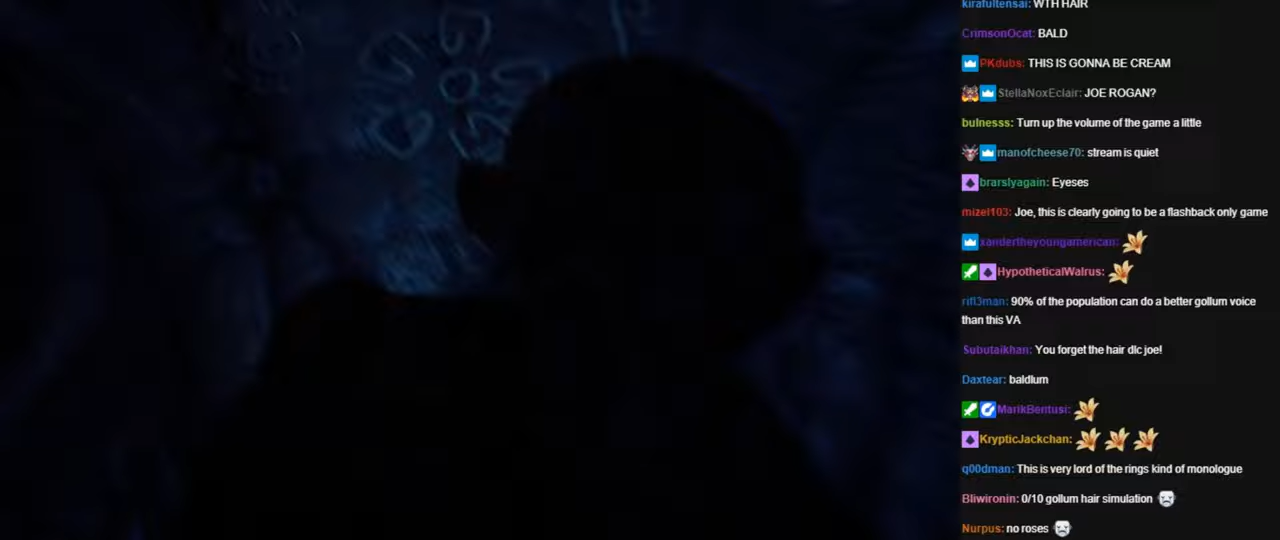 kirafultensai: WTH HAIR
CrimsonOcat: BALD
PKdubs: THIS IS GONNA BE CREAM
StellaNoxEclair: JOE ROGAN?
bulnesss: Turn up the volume of the game a little
manofcheese70: stream is quiet
brarslyagain: Eyeses
mizel103: Joe, this is clearly going to be a flashback only game
xandertheyoungamerican:
HypotheticalWalrus:
rifl3man: 90% of the population can do a better gollum voice
than this VA
Subutaikhan: You forget the hair dlc joe!
Daxtear: baldlum
MarikBentusi:
KrypticJackchan:
q00dman: This is very lord of the rings kind of monologue
Bliwironin: 0/10 gollum hair simulation
Nurpus: no roses